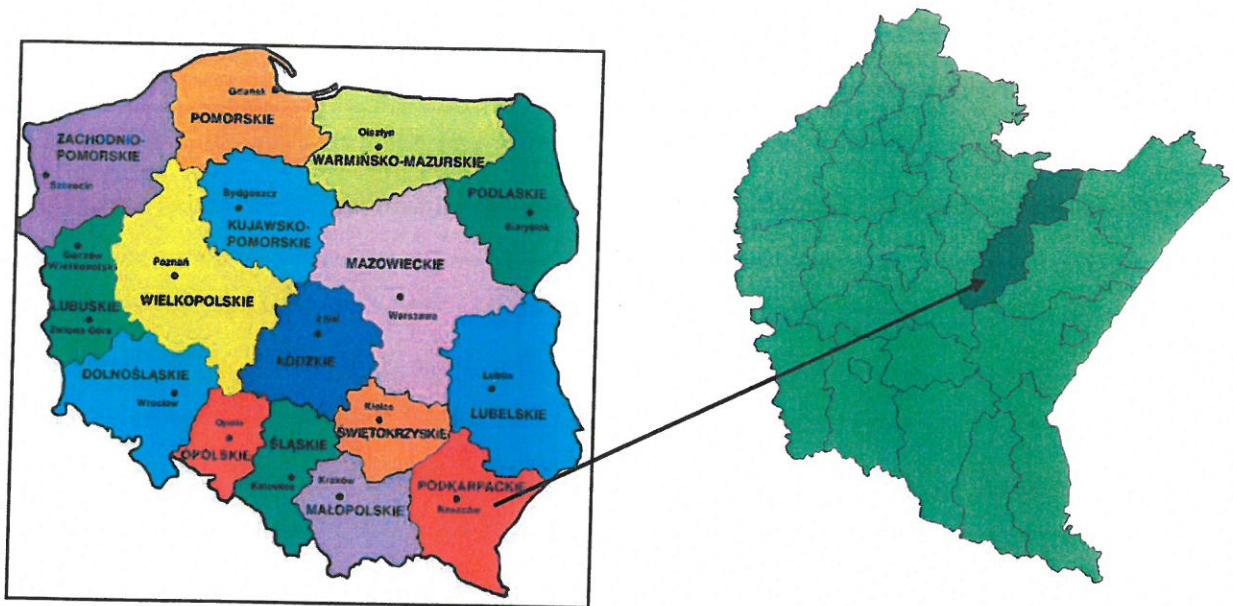 Gdańsk
POMORSKIE
ZACHODNIO-
POMORSKIE
Szczecin
Olsztyn
WARMIŃSKO-MAZURSKIE
PODLASKIE
Białystok
Bydgoszcz
KUJAWSKO-
POMORSKIE
Gorzów
Wielkopolski
LUBUSKIE
Zielona Góra
Poznań
WIELKOPOLSKIE
MAZOWIECKIE
Warszawa
ŁÓDZKIE
DOLNOŚLĄSKIE
Wrocław
Lublin
LUBELSKIE
Opole
OPOLSKIE
ŚLĄSKIE
Katowice
Kielce
ŚWIĘTOKRZYSKIE
Kraków
MAŁOPOLSKIE
PODKARPACKIE
Rzeszów